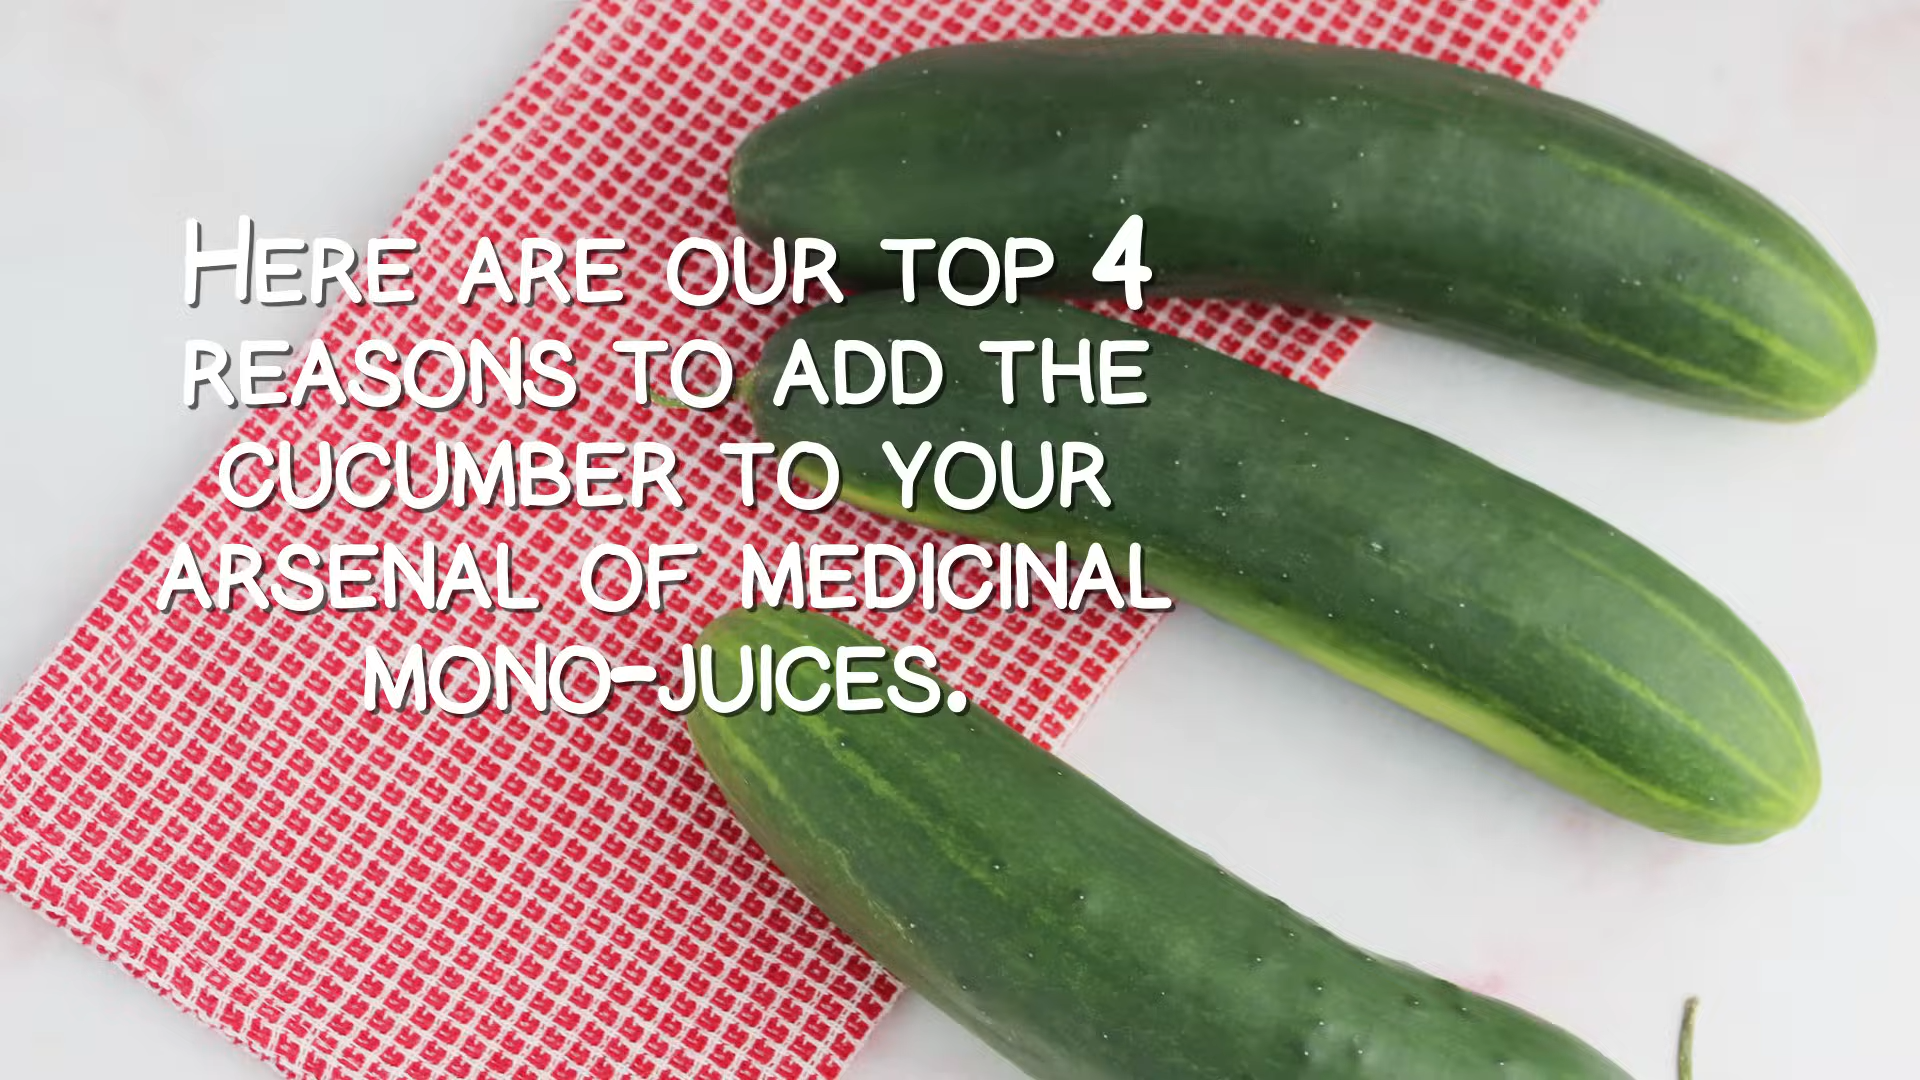 Here are our top 4
reasons to add the
cucumber to your
arsenal of medicinal
mono-juices.